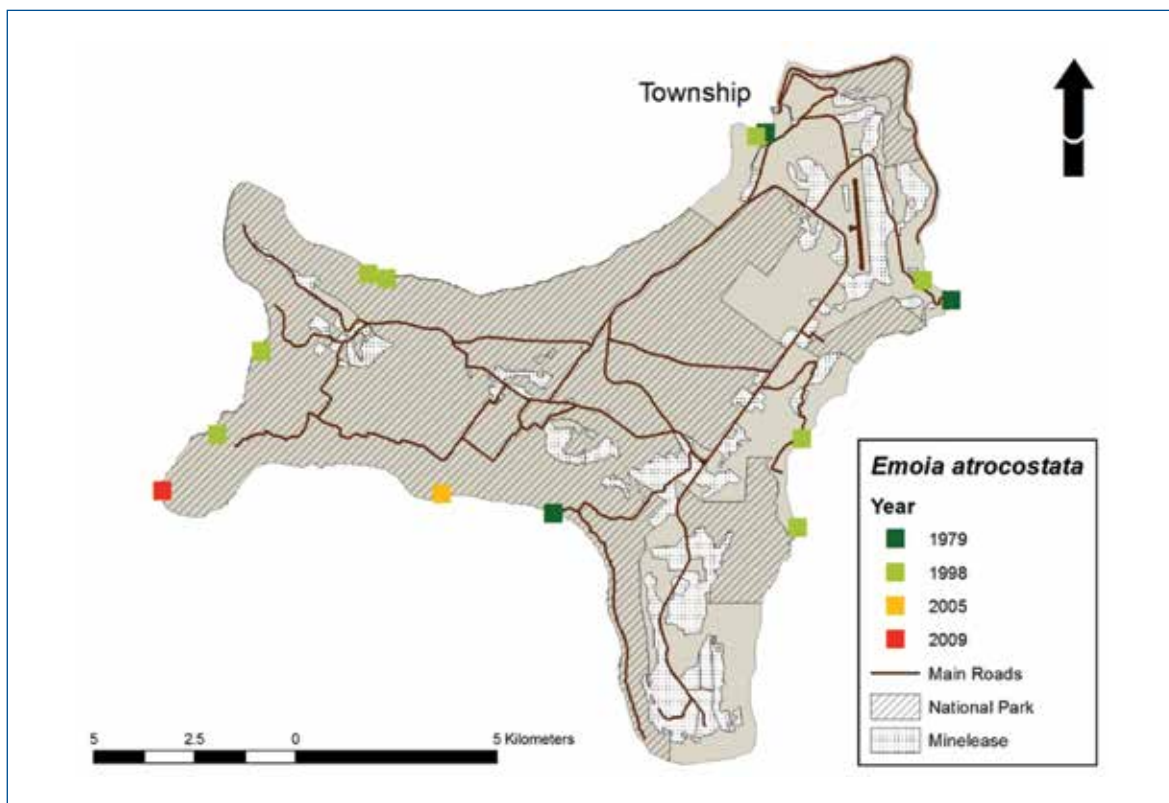 Township
Emoia atrocostata
Year
1979
1998
2005
2009
Main Roads
National Park
Minelease
5 2.5 0 5 Kilometers